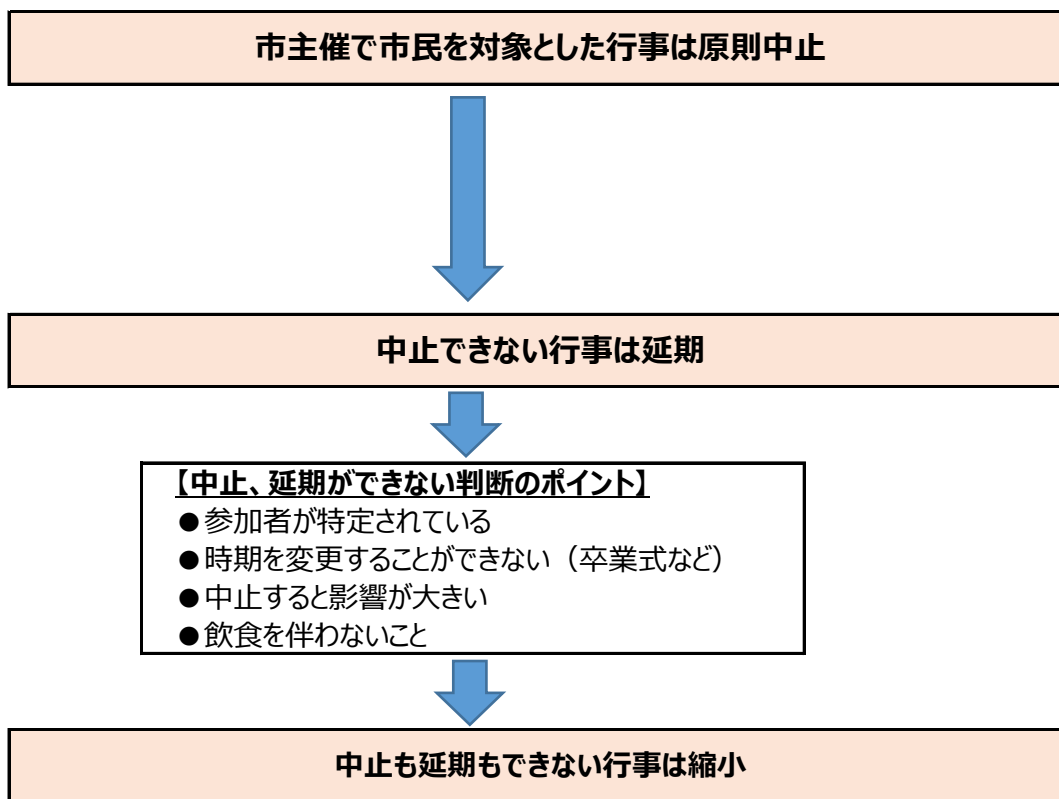 市主催で市民を対象とした行事は原則中止
中止できない行事は延期
【中止、延期ができない判断のポイント】
●参加者が特定されている
●時期を変更することができない（卒業式など）
●中止すると影響が大きい
●飲食を伴わないこと
中止も延期もできない行事は縮小